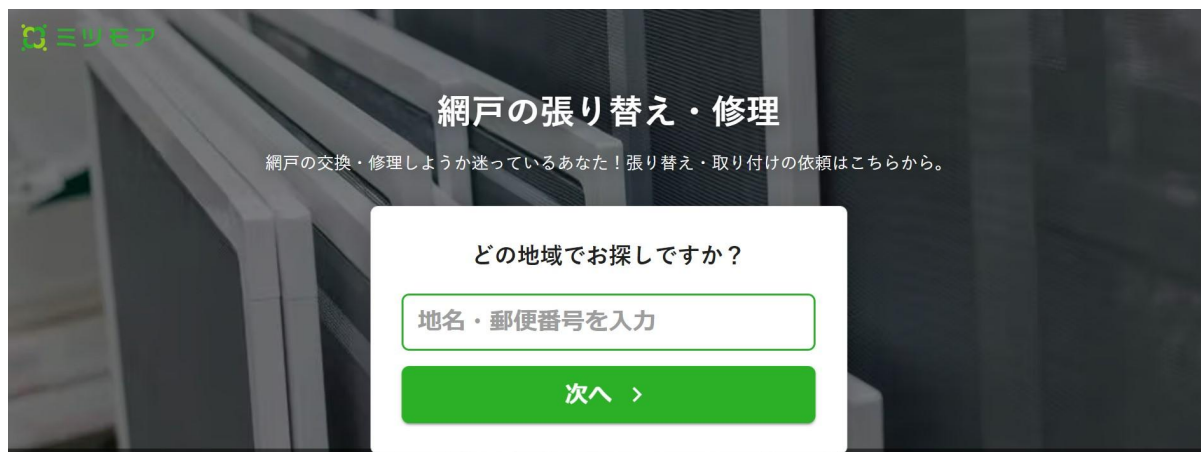 ミツモア
網戸の張り替え・修理
網戸の交換・修理しようか迷っているあなた！張り替え・取り付けの依頼はこちらから。
どの地域でお探しですか？
地名・郵便番号を入力
次へ